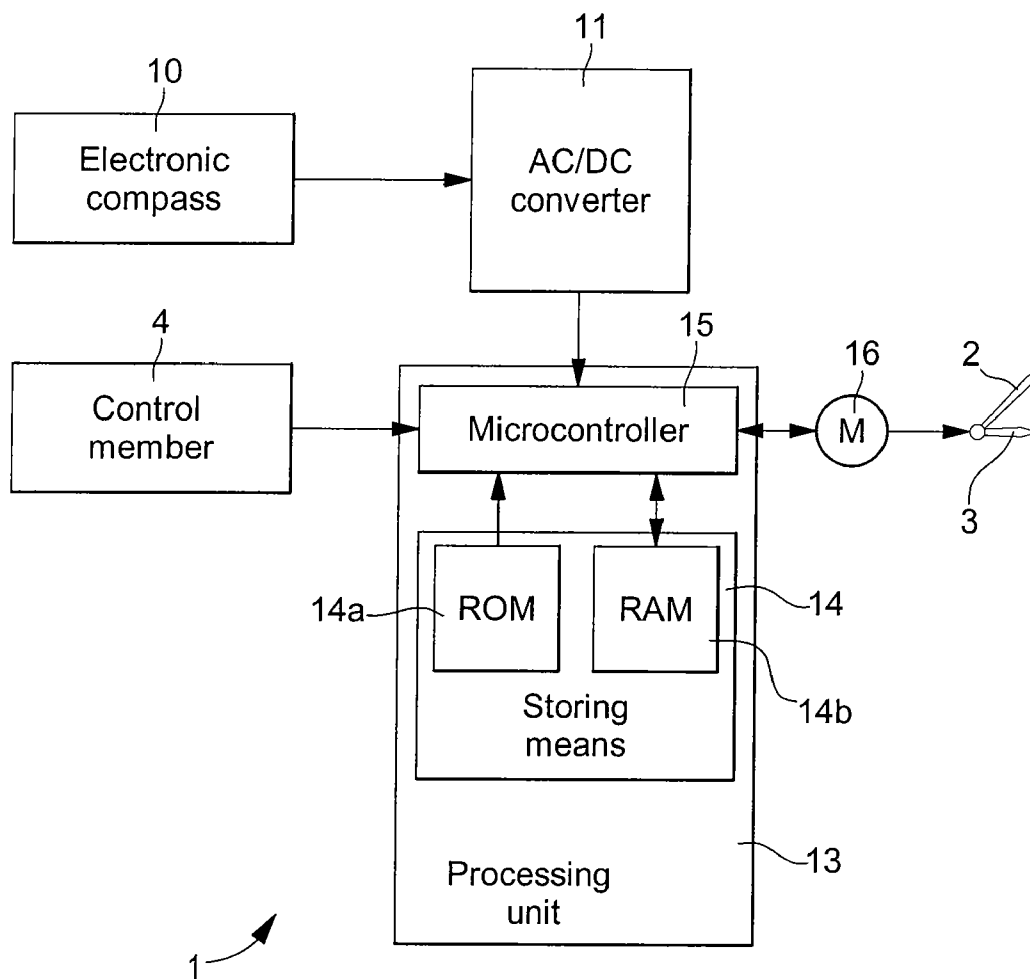 11
10
Electronic
compass
AC/DC
converter
4
15
2
16
Control
member
Microcontroller
M
3
14a
ROM
RAM
14
Storing
means
14b
13
Processing
unit
1